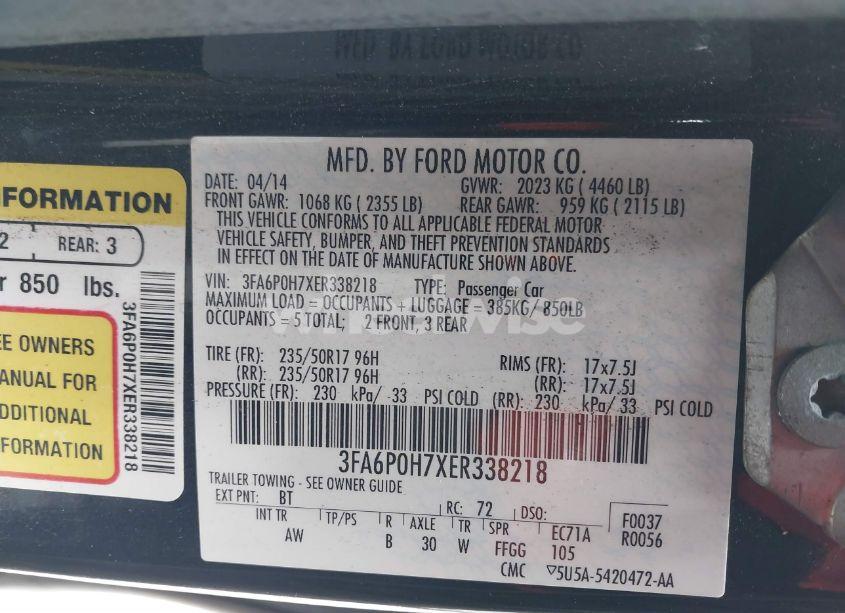 MFD. BY FORD MOTOR CO.
DATE: 04/14 GVWR: 2023 KG ( 4460 LB)
FRONT GAWR: 1068 KG ( 2355 LB) REAR GAWR: 959 KG ( 2115 LB)
THIS VEHICLE CONFORMS TO ALL APPLICABLE FEDERAL MOTOR
VEHICLE SAFETY, BUMPER, AND THEFT PREVENTION STANDARDS
IN EFFECT ON THE DATE OF MANUFACTURE SHOWN ABOVE.
VIN: 3FA6P0H7XER338218 TYPE: Passenger Car
MAXIMUM LOAD = OCCUPANTS + LUGGAGE = 385KG/ 850LB
OCCUPANTS = 5 TOTAL; 2 FRONT, 3 REAR
TIRE (FR): 235/50R17 96H RIMS (FR): 17x7.5J
(RR): 235/50R17 96H (RR): 17x7.5J
PRESSURE (FR): 230 kPa/ 33 PSI COLD (RR): 230 kPa/ 33 PSI COLD
3FA6P0H7XER338218
TRAILER TOWING - SEE OWNER GUIDE
EXT PNT: BT RC: 72 DSO: F0037
INT TR TP/PS R AXLE TR SPR EC71A R0056
AW B 30 W FFGG 105
CMC ▽5U5A-5420472-AA
NFORMATION
2 REAR: 3
r 850 lbs.
EE OWNERS
ANUAL FOR
ADDITIONAL
NFORMATION
3FA6P0H7XER338218